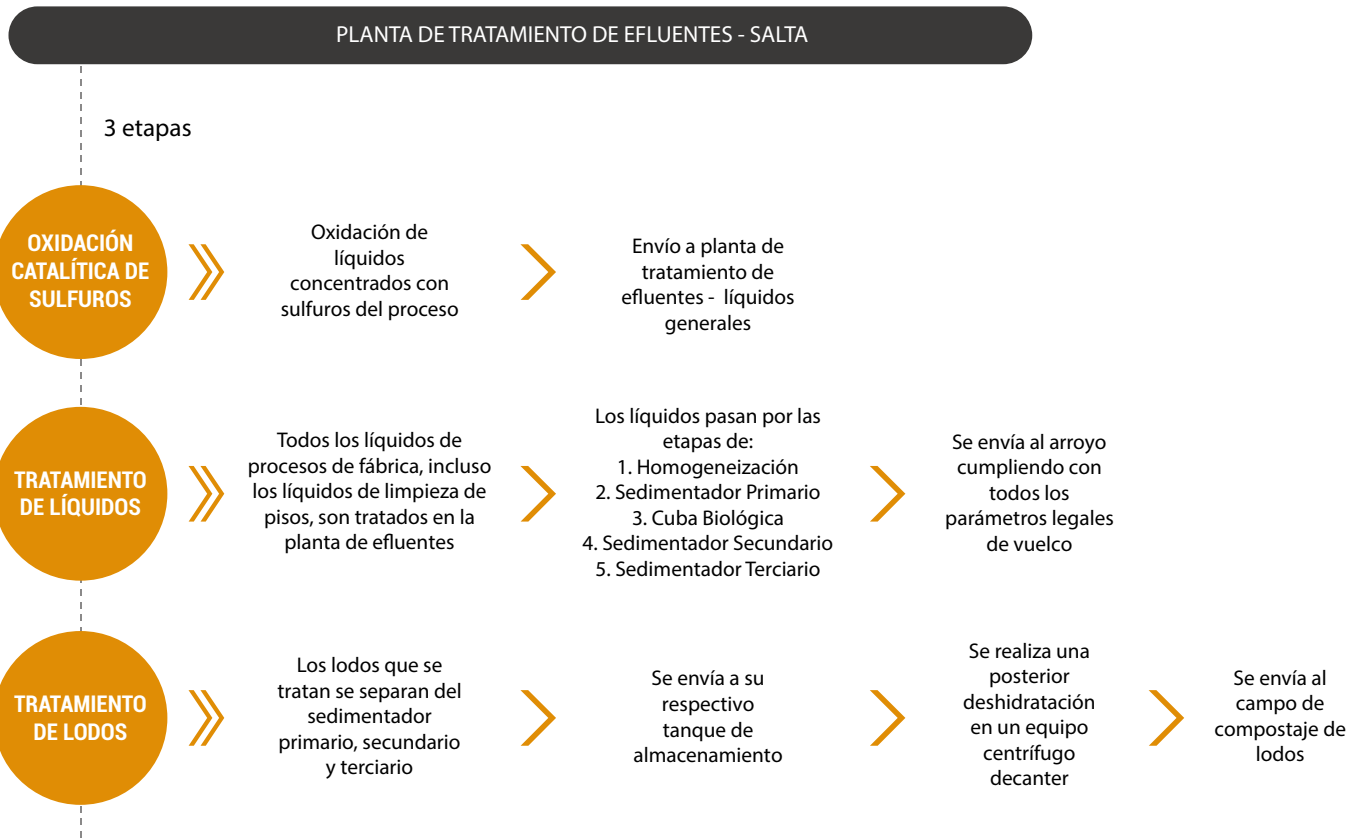 PLANTA DE TRATAMIENTO DE EFLUENTES - SALTA
3 etapas
OXIDACIÓN
CATALÍTICA DE
SULFUROS
Oxidación de
líquidos
concentrados con
sulfuros del proceso
Envío a planta de
tratamiento de
efluentes - líquidos
generales
TRATAMIENTO
DE LÍQUIDOS
Todos los líquidos de
procesos de fábrica, incluso
los líquidos de limpieza de
pisos, son tratados en la
planta de efluentes
Los líquidos pasan por las
etapas de:
1. Homogeneización
2. Sedimentador Primario
3. Cuba Biológica
4. Sedimentador Secundario
5. Sedimentador Terciario
Se envía al arroyo
cumpliendo con
todos los
parámetros legales
de vuelco
TRATAMIENTO
DE LODOS
Los lodos que se
tratan se separan del
sedimentador
primario, secundario
y terciario
Se envía a su
respectivo
tanque de
almacenamiento
Se realiza una
posterior
deshidratación
en un equipo
centrífugo
decanter
Se envía al
campo de
compostaje de
lodos